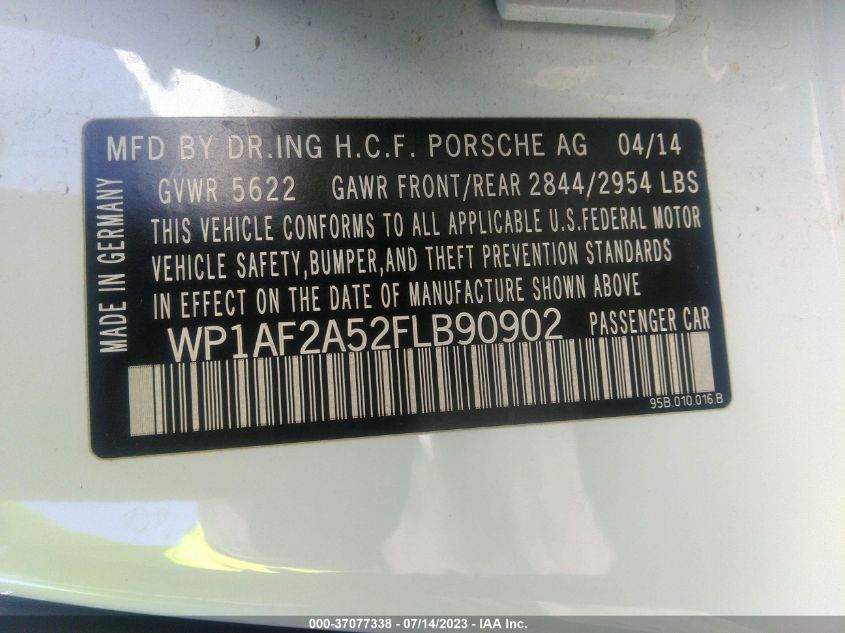 MFD BY DR.ING H.C.F. PORSCHE AG 04/14
GVWR 5622 GAWR FRONT/REAR 2844/2954 LBS
THIS VEHICLE CONFORMS TO ALL APPLICABLE U.S.FEDERAL MOTOR
VEHICLE SAFETY,BUMPER,AND THEFT PREVENTION STANDARDS
IN EFFECT ON THE DATE OF MANUFACTURE SHOWN ABOVE
WP1AF2A52FLB90902 PASSENGER CAR
95B.010.016.B
MADE IN GERMANY
000-37077338 - 07/14/2023 - IAA Inc.